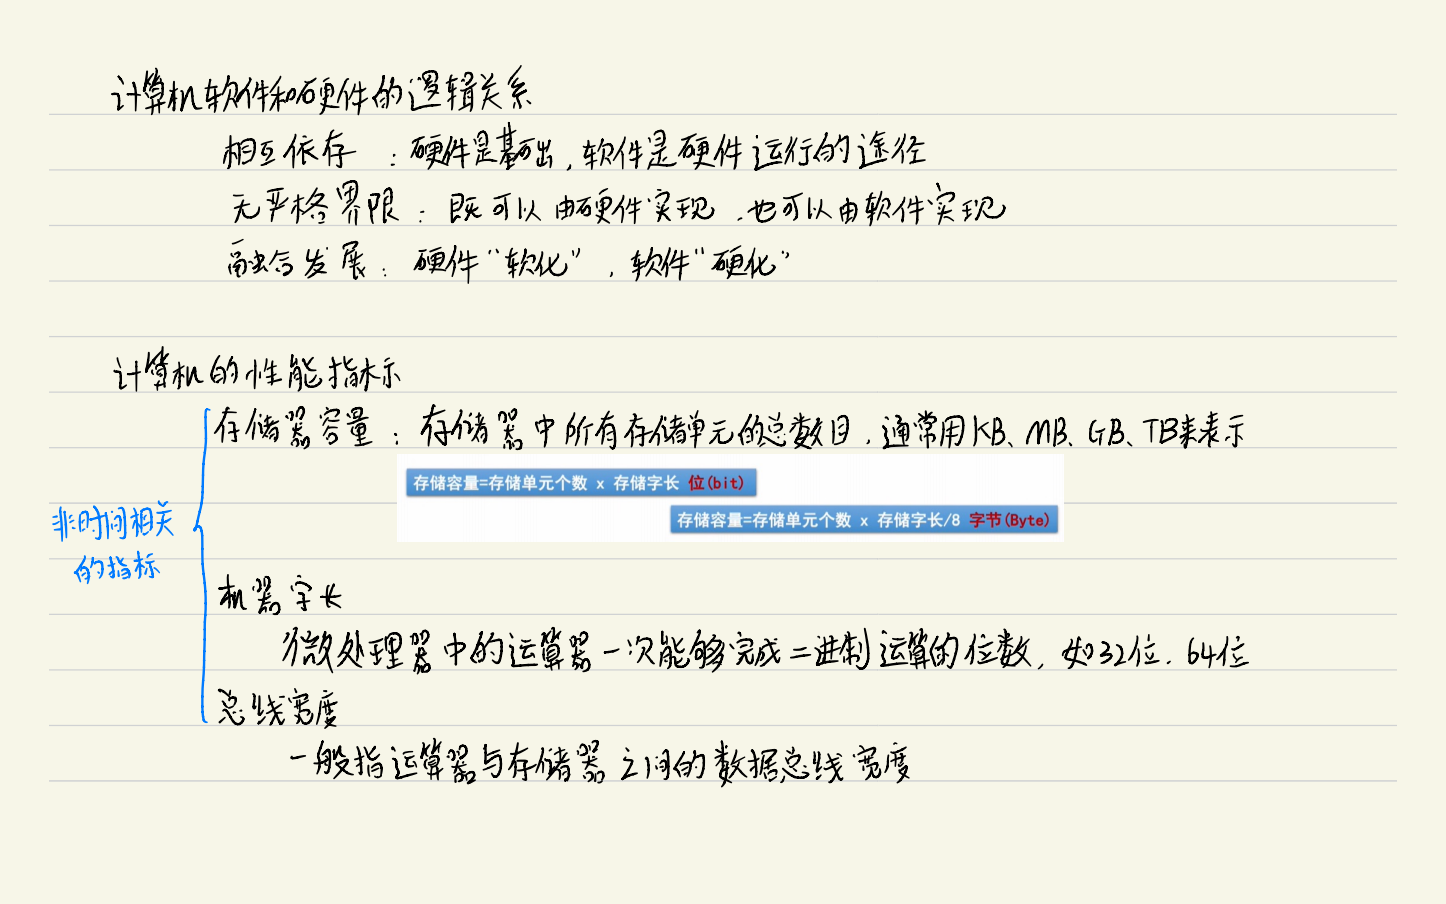 计算机软件和硬件的逻辑关系
相互依存：硬件是基础，软件是硬件运行的途径
无严格界限：既可以由硬件实现，也可以由软件实现
融合发展：硬件“软化”，软件“硬化”
计算机的性能指标
存储器容量：存储器中所有存储单元的总数目，通常用KB、MB、GB、TB来表示
存储容量=存储单元个数 x 存储字长 位(bit)
存储容量=存储单元个数 x 存储字长/8 字节(Byte)
非时间相关
的指标
机器字长
微处理器中的运算器一次能够完成二进制运算的位数，如32位，64位
总线宽度
一般指运算器与存储器之间的数据总线宽度